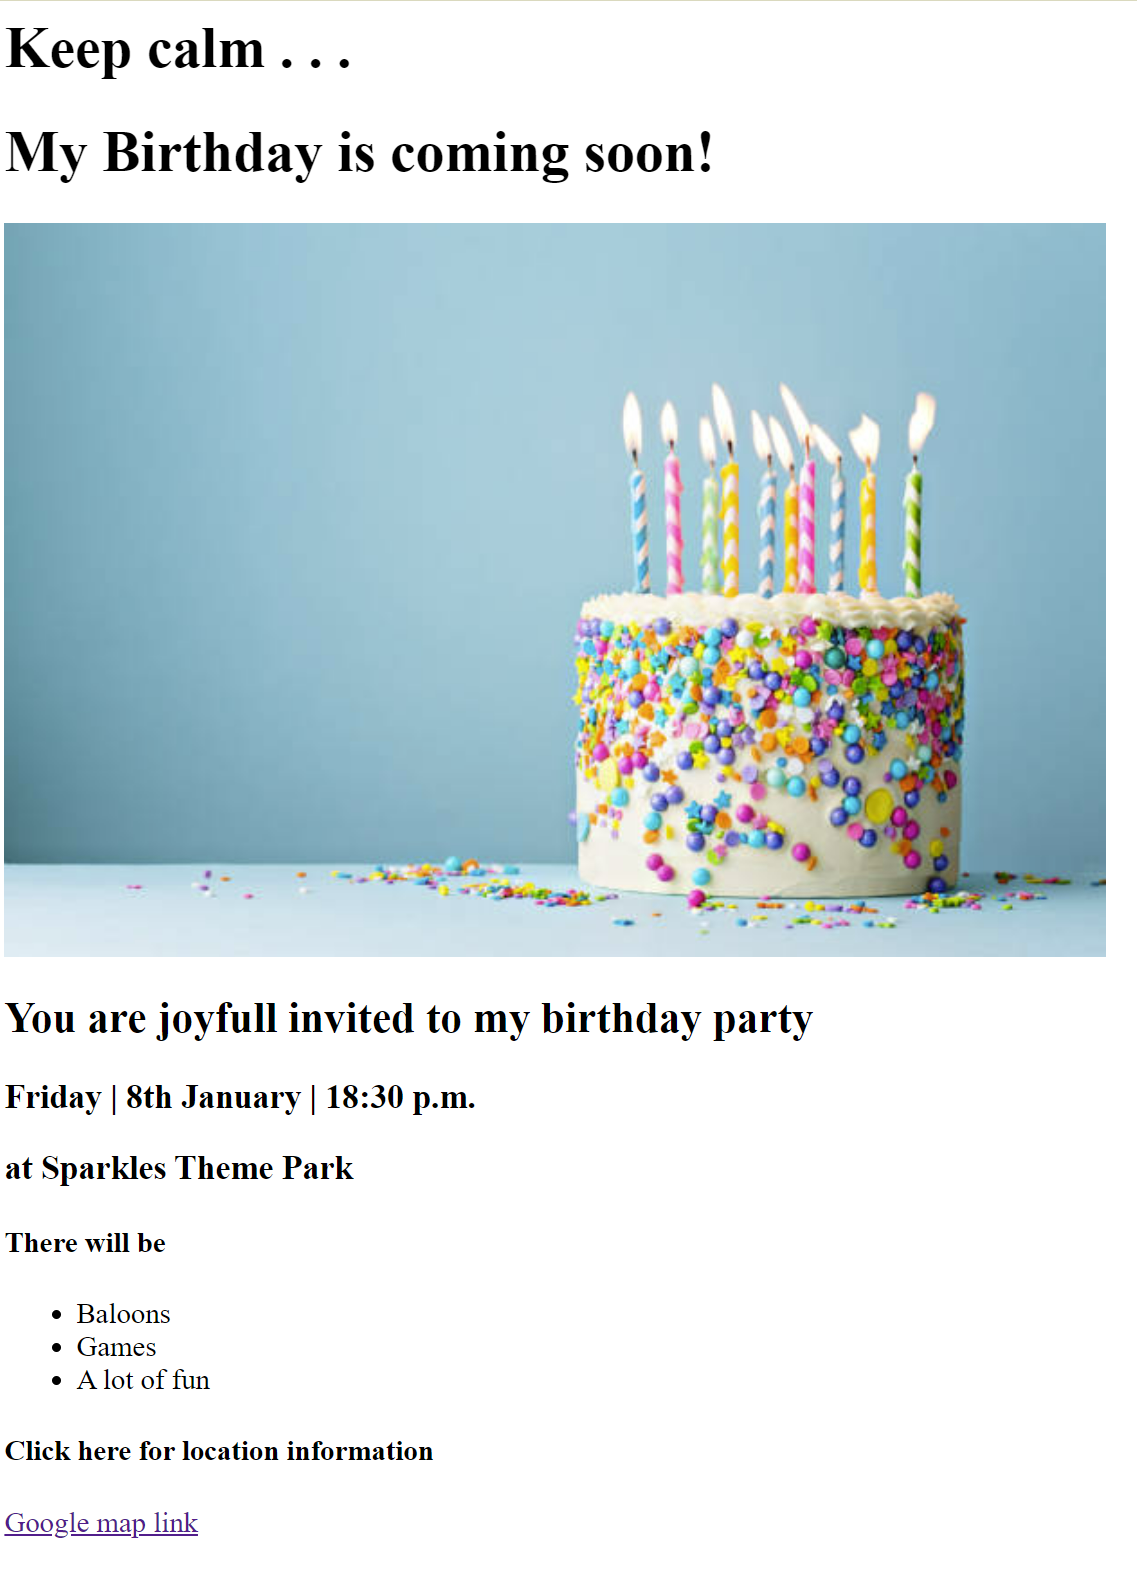 Keep calm . . .
My Birthday is coming soon!
You are joyfull invited to my birthday party
Friday | 8th January | 18:30 p.m.
at Sparkles Theme Park
There will be
Baloons
Games
A lot of fun
Click here for location information
Google map link